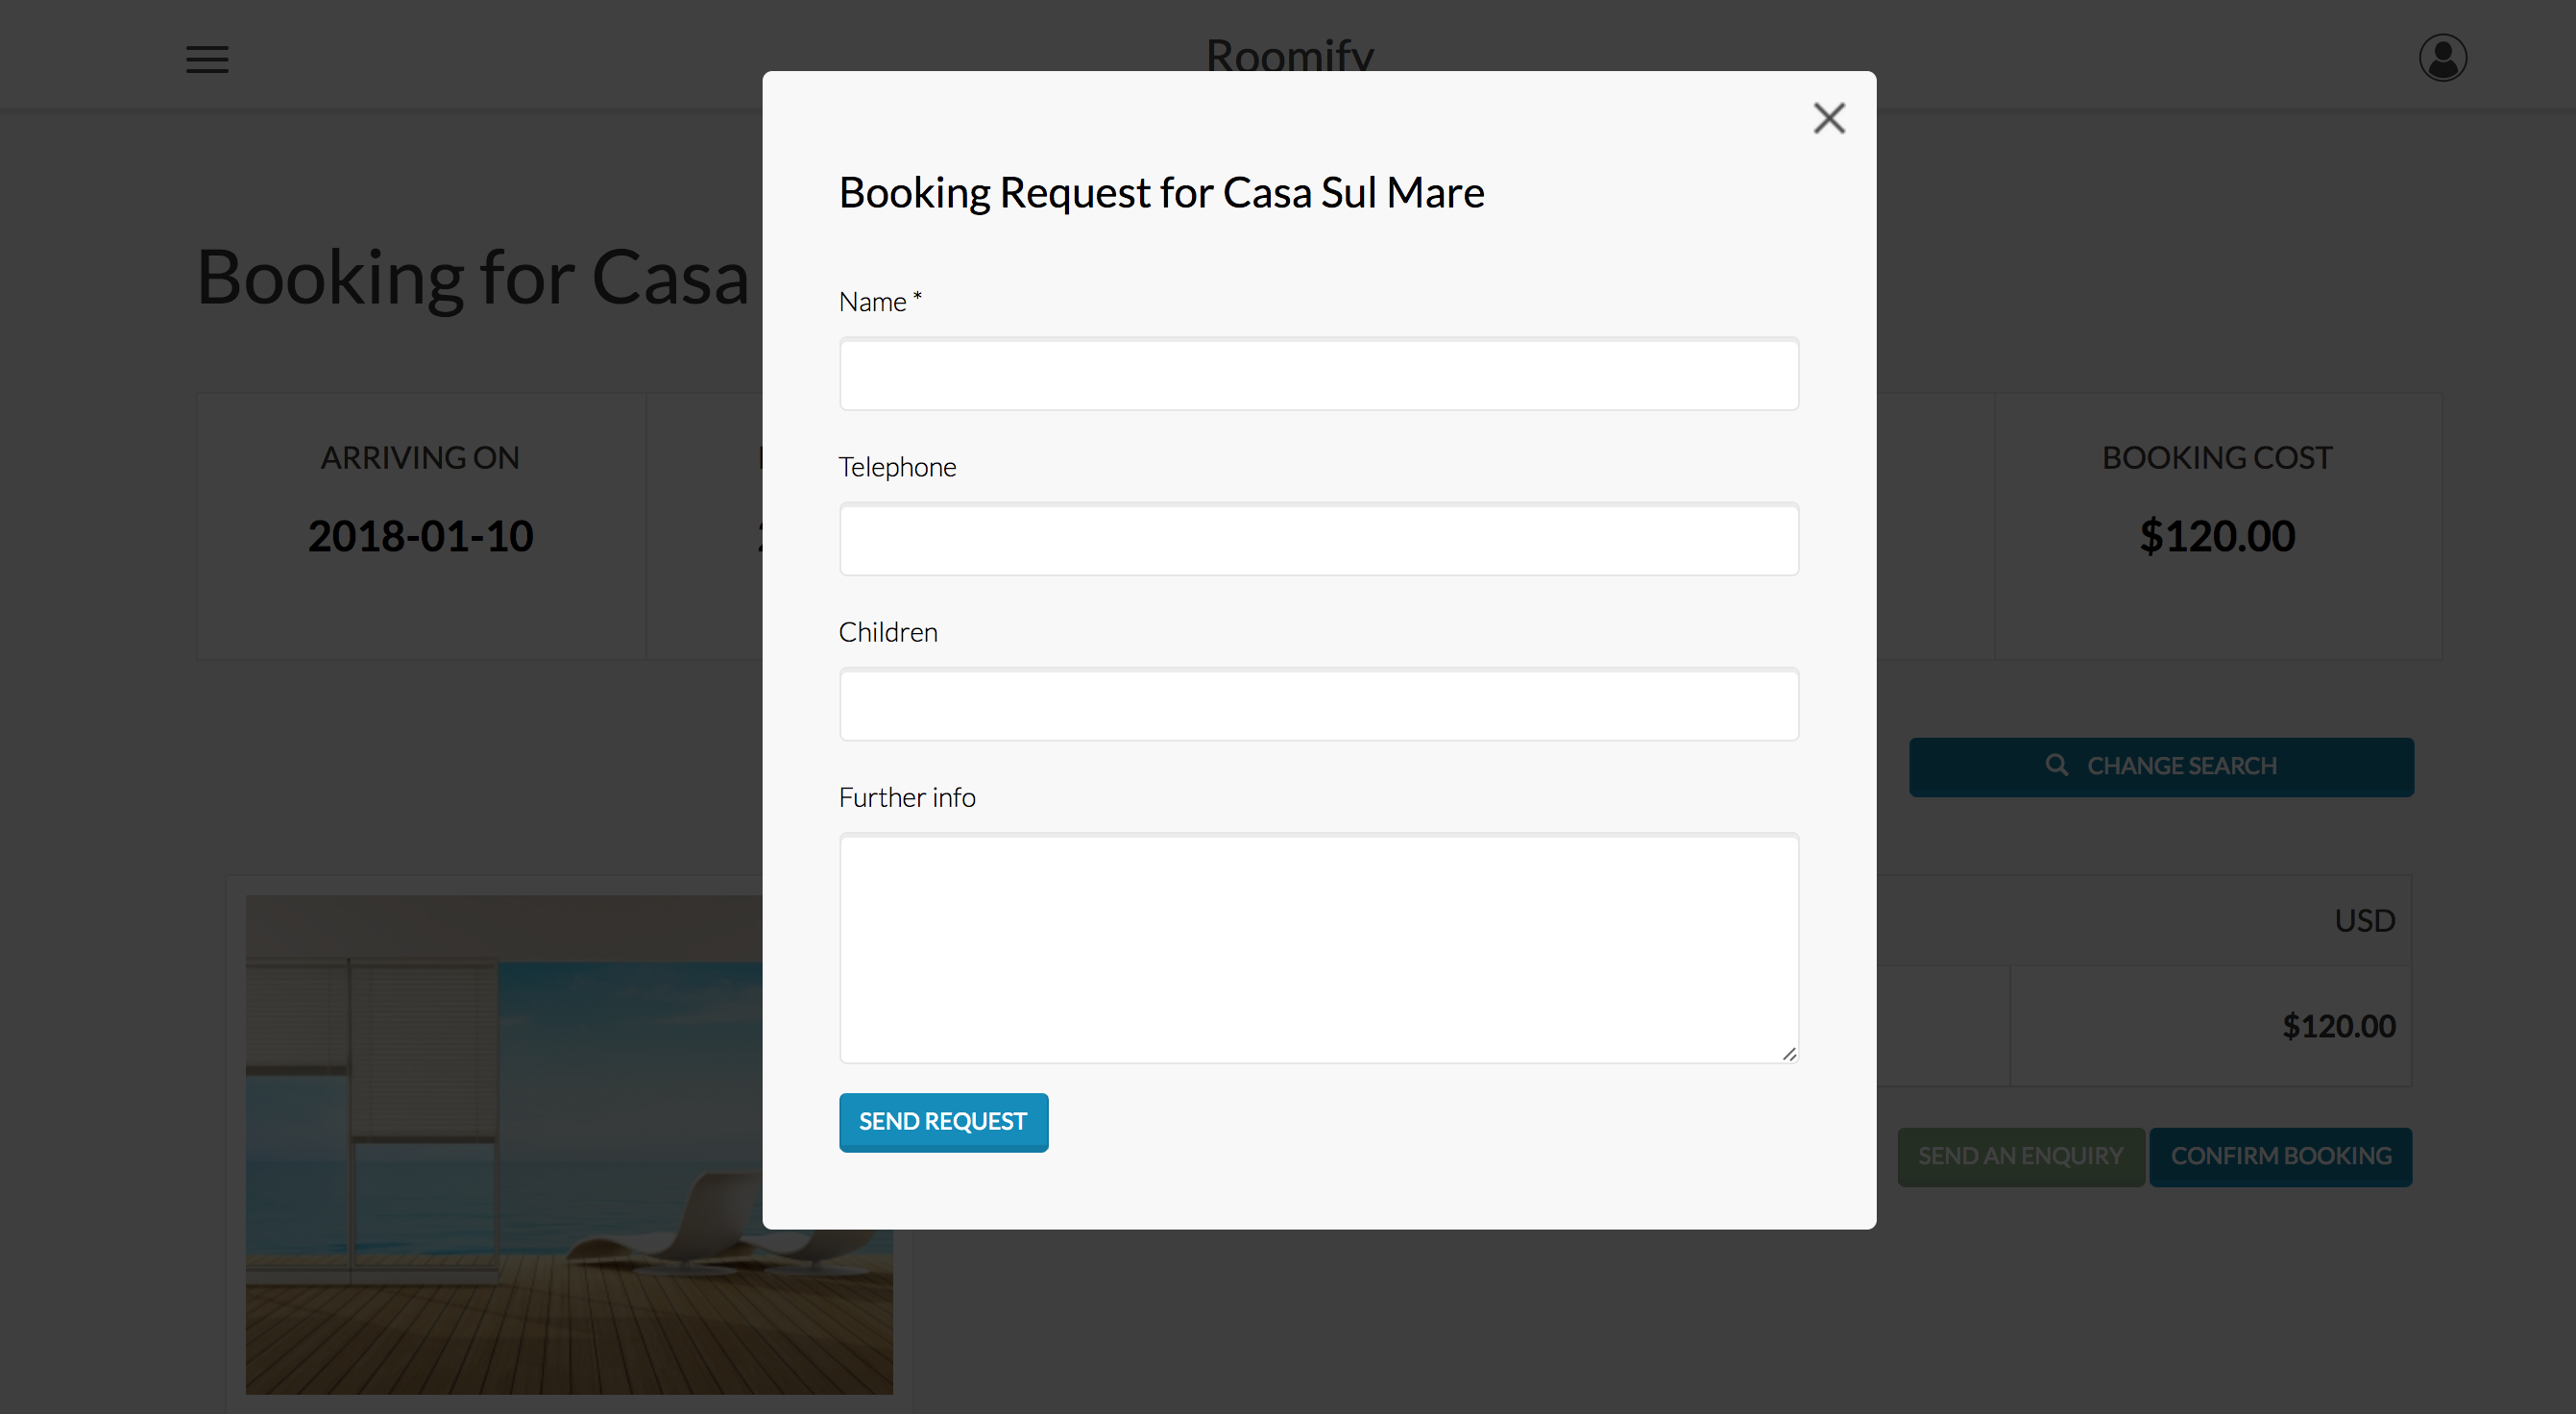 Roomify
Booking Request for Casa Sul Mare
Booking for Casa
Name *
ARRIVING ON
2018-01-10
BOOKING COST
$120.00
Telephone
Children
CHANGE SEARCH
Further info
USD
$120.00
SEND REQUEST
SEND AN ENQUIRY
CONFIRM BOOKING